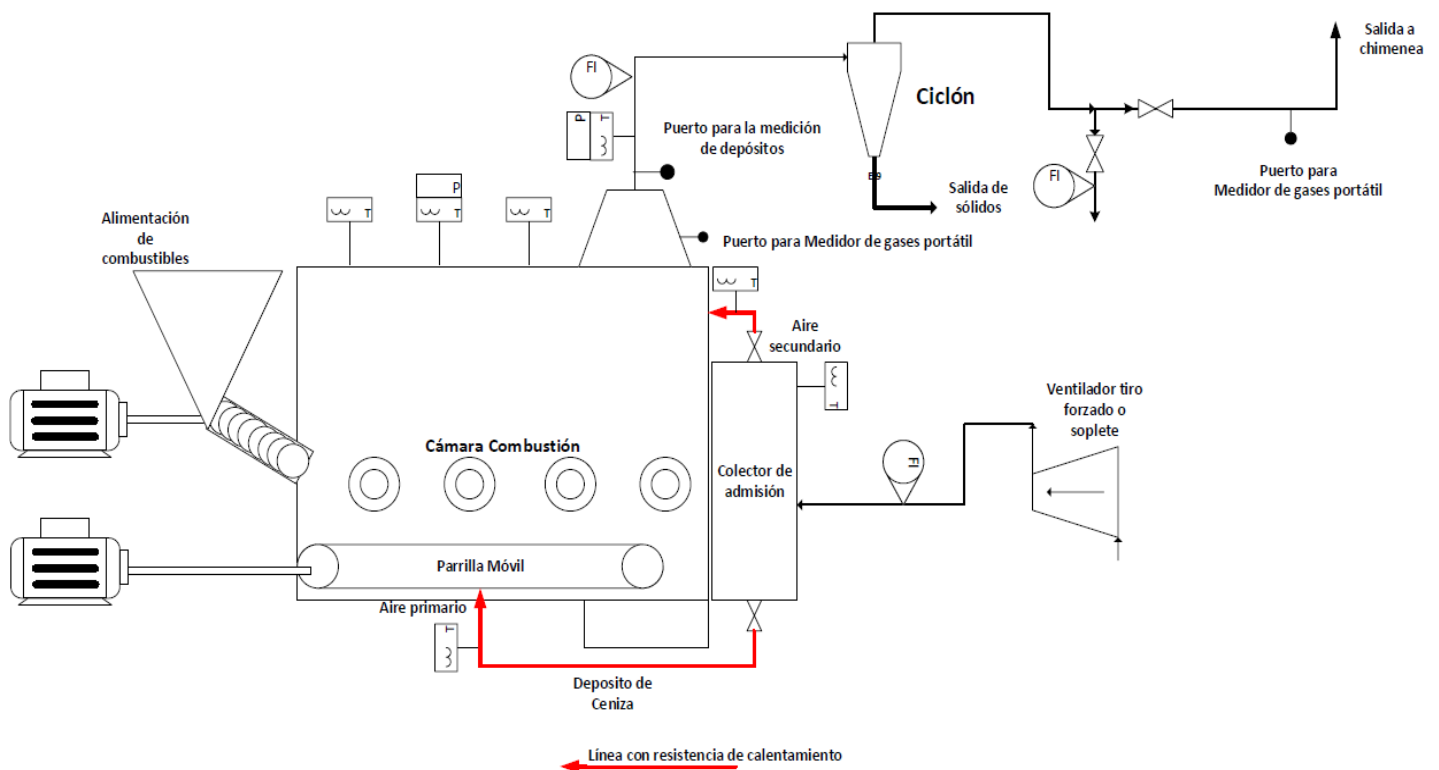 Salida a
chimenea
FI
Ciclón
P
T
Puerto para la medición
de depósitos
Puerto para
Medidor de gases portátil
FI
Salida de
sólidos
P
T
T
T
Alimentación
de
combustibles
Puerto para Medidor de gases portátil
T
Aire
secundario
T
Ventilador tiro
forzado o
soplete
Cámara Combustión
FI
Colector de
admisión
Parrilla Móvil
Aire primario
T
Deposito de
Ceniza
Línea con resistencia de calentamiento